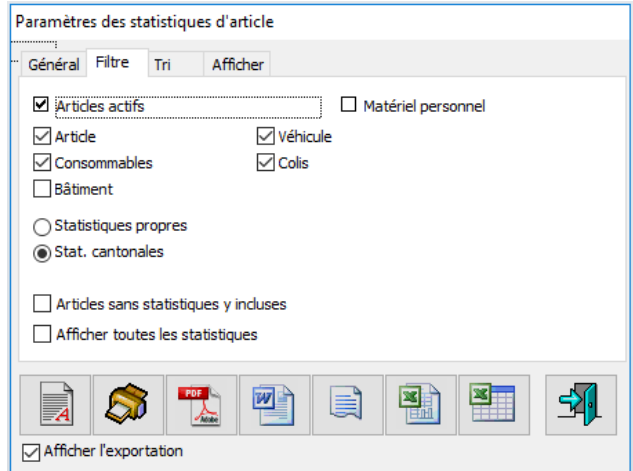 Paramètres des statistiques d'article
Général Filtre Tri Afficher
Articles actifs Matériel personnel
Article Véhicule
Consommables Colis
Bâtiment
Statistiques propres
Stat. cantonales
Articles sans statistiques y incluses
Afficher toutes les statistiques
A PDF Adobe W X X
Afficher l'exportation